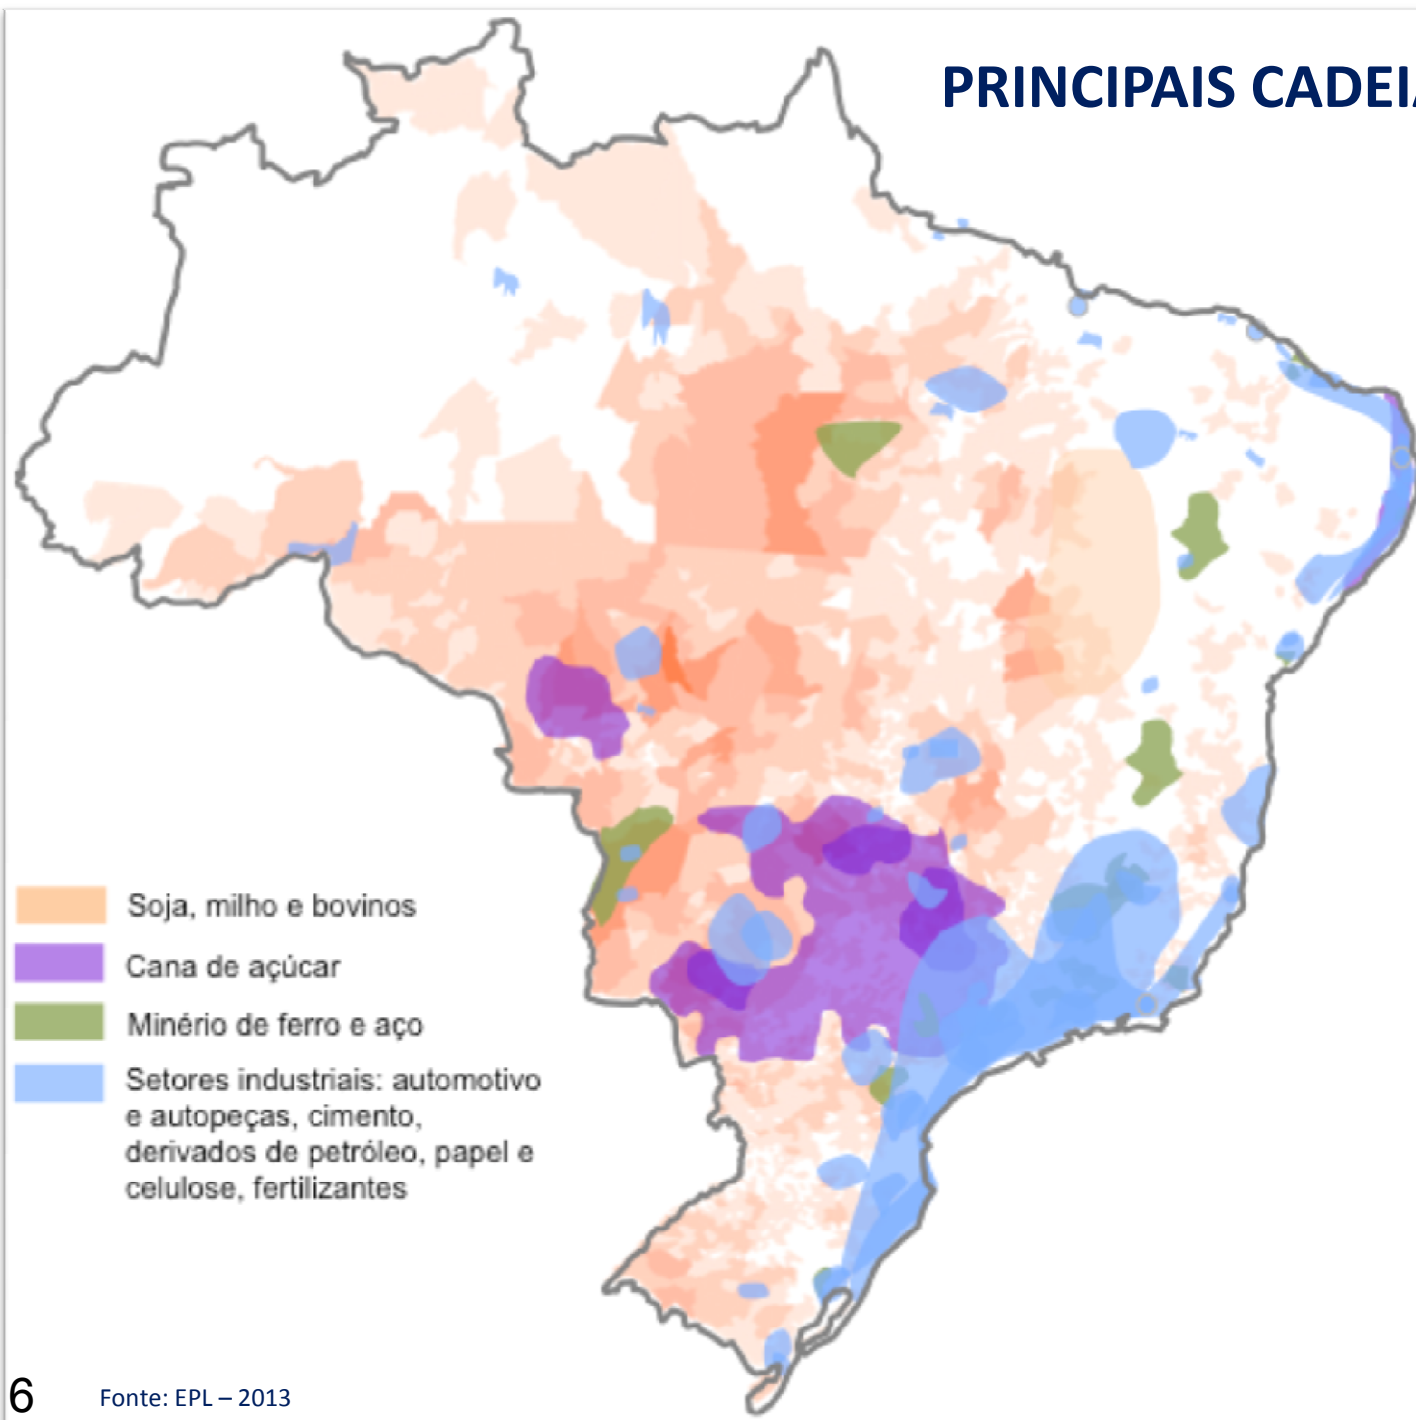 PRINCIPAIS CADEIA
Soja, milho e bovinos
Cana de açúcar
Minério de ferro e aço
Setores industriais: automotivo
e autopeças, cimento,
derivados de petróleo, papel e
celulose, fertilizantes
6
Fonte: EPL – 2013